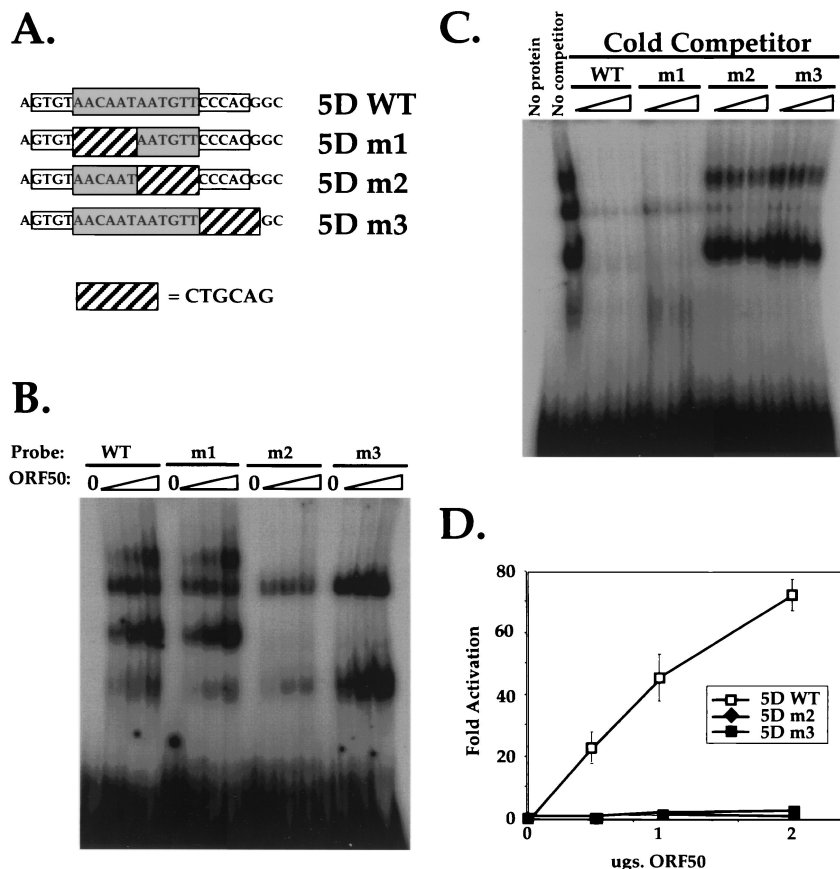 A.
AGTGTAACAATAATGTTCCCACGGC 5D WT
AGTGT AATGTTCCCACGGC 5D m1
AGTGTAACAAT CCCACGGC 5D m2
AGTGTAACAATAATGTT GC 5D m3
= CTGCAG
B.
Probe: WT m1 m2 m3
ORF50: 0 0 0 0
C.
No protein
No competitor
Cold Competitor
WT m1 m2 m3
D.
Fold Activation
80
60
40
20
0
0 1 2
ugs. ORF50
5D WT
5D m2
5D m3